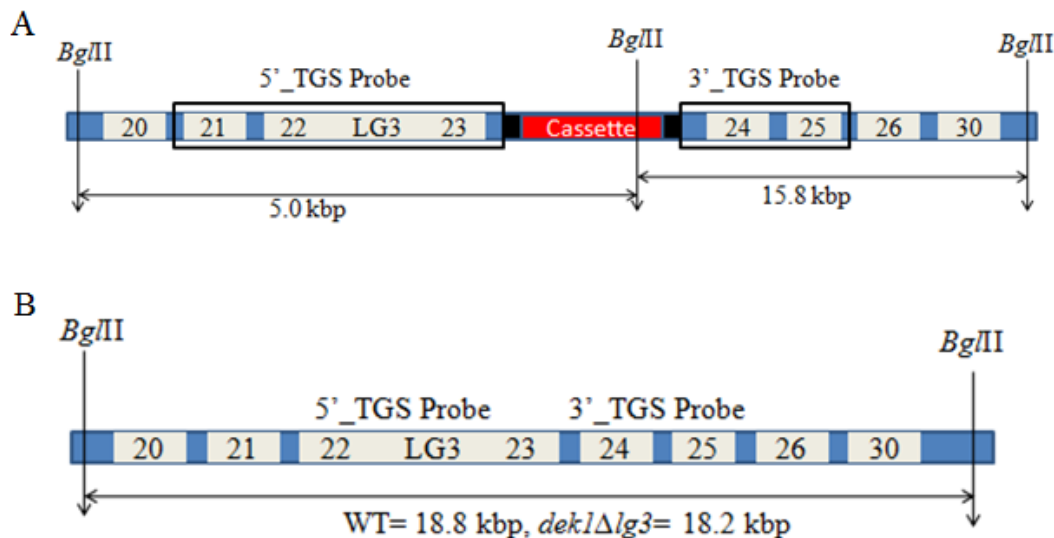 A
BglII BglII BglII
5’_TGS Probe 3’_TGS Probe
20 21 22 LG3 23 Cassette 24 25 26 30
5.0 kbp 15.8 kbp
B
BglII BglII
5’_TGS Probe 3’_TGS Probe
20 21 22 LG3 23 24 25 26 30
WT= 18.8 kbp, dek1Δlg3= 18.2 kbp